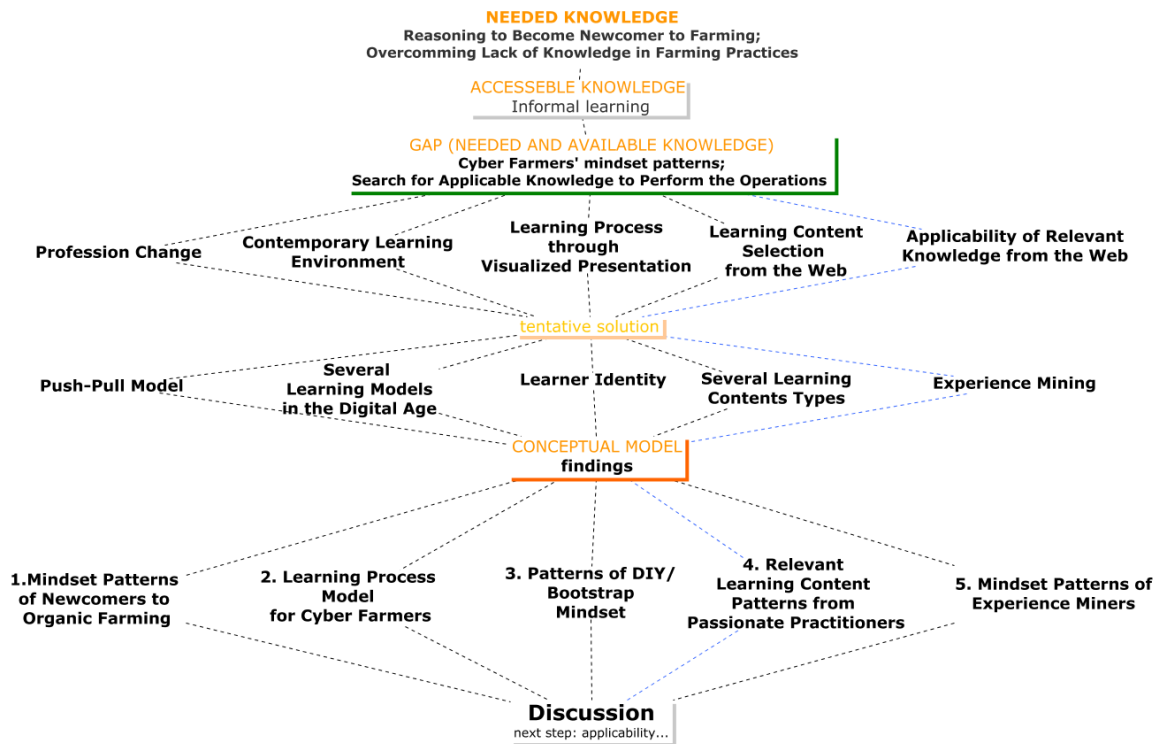 NEEDED KNOWLEDGE
Reasoning to Become Newcomer to Farming;
Overcomming Lack of Knowledge in Farming Practices
ACCESSEBLE KNOWLEDGE
Informal learning
GAP (NEEDED AND AVAILABLE KNOWLEDGE)
Cyber Farmers' mindset patterns;
Search for Applicable Knowledge to Perform the Operations
Profession Change
Contemporary Learning
Environment
Learning Process
through
Visualized Presentation
Learning Content
Selection
from the Web
Applicability of Relevant
Knowledge from the Web
tentative solution
Push-Pull Model
Several
Learning Models
in the Digital Age
Learner Identity
Several Learning
Contents Types
Experience Mining
CONCEPTUAL MODEL
findings
1.Mindset Patterns
of Newcomers to
Organic Farming
2. Learning Process
Model
for Cyber Farmers
3. Patterns of DIY/
Bootstrap
Mindset
4. Relevant
Learning Content
Patterns from
Passionate Practitioners
5. Mindset Patterns of
Experience Miners
Discussion
next step: applicability...